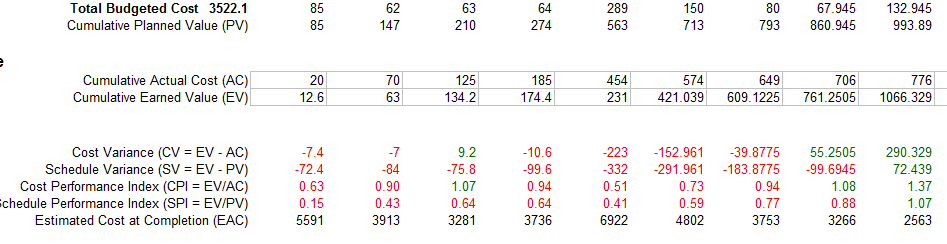 Total Budgeted Cost 3522.1 85 62 63 64 289 150 80 67.945 132.945
Cumulative Planned Value (PV) 85 147 210 274 563 713 793 860.945 993.89
e
Cumulative Actual Cost (AC) 20 70 125 185 454 574 649 706 776
Cumulative Earned Value (EV) 12.6 63 134.2 174.4 231 421.039 609.1225 761.2505 1066.329
Cost Variance (CV = EV - AC) -7.4 -7 9.2 -10.6 -223 -152.961 -39.8775 55.2505 290.329
Schedule Variance (SV = EV - PV) -72.4 -84 -75.8 -99.6 -332 -291.961 -183.8775 -99.6945 72.439
Cost Performance Index (CPI = EV/AC) 0.63 0.90 1.07 0.94 0.51 0.73 0.94 1.08 1.37
chedule Performance Index (SPI = EV/PV) 0.15 0.43 0.64 0.64 0.41 0.59 0.77 0.88 1.07
Estimated Cost at Completion (EAC) 5591 3913 3281 3736 6922 4802 3753 3266 2563